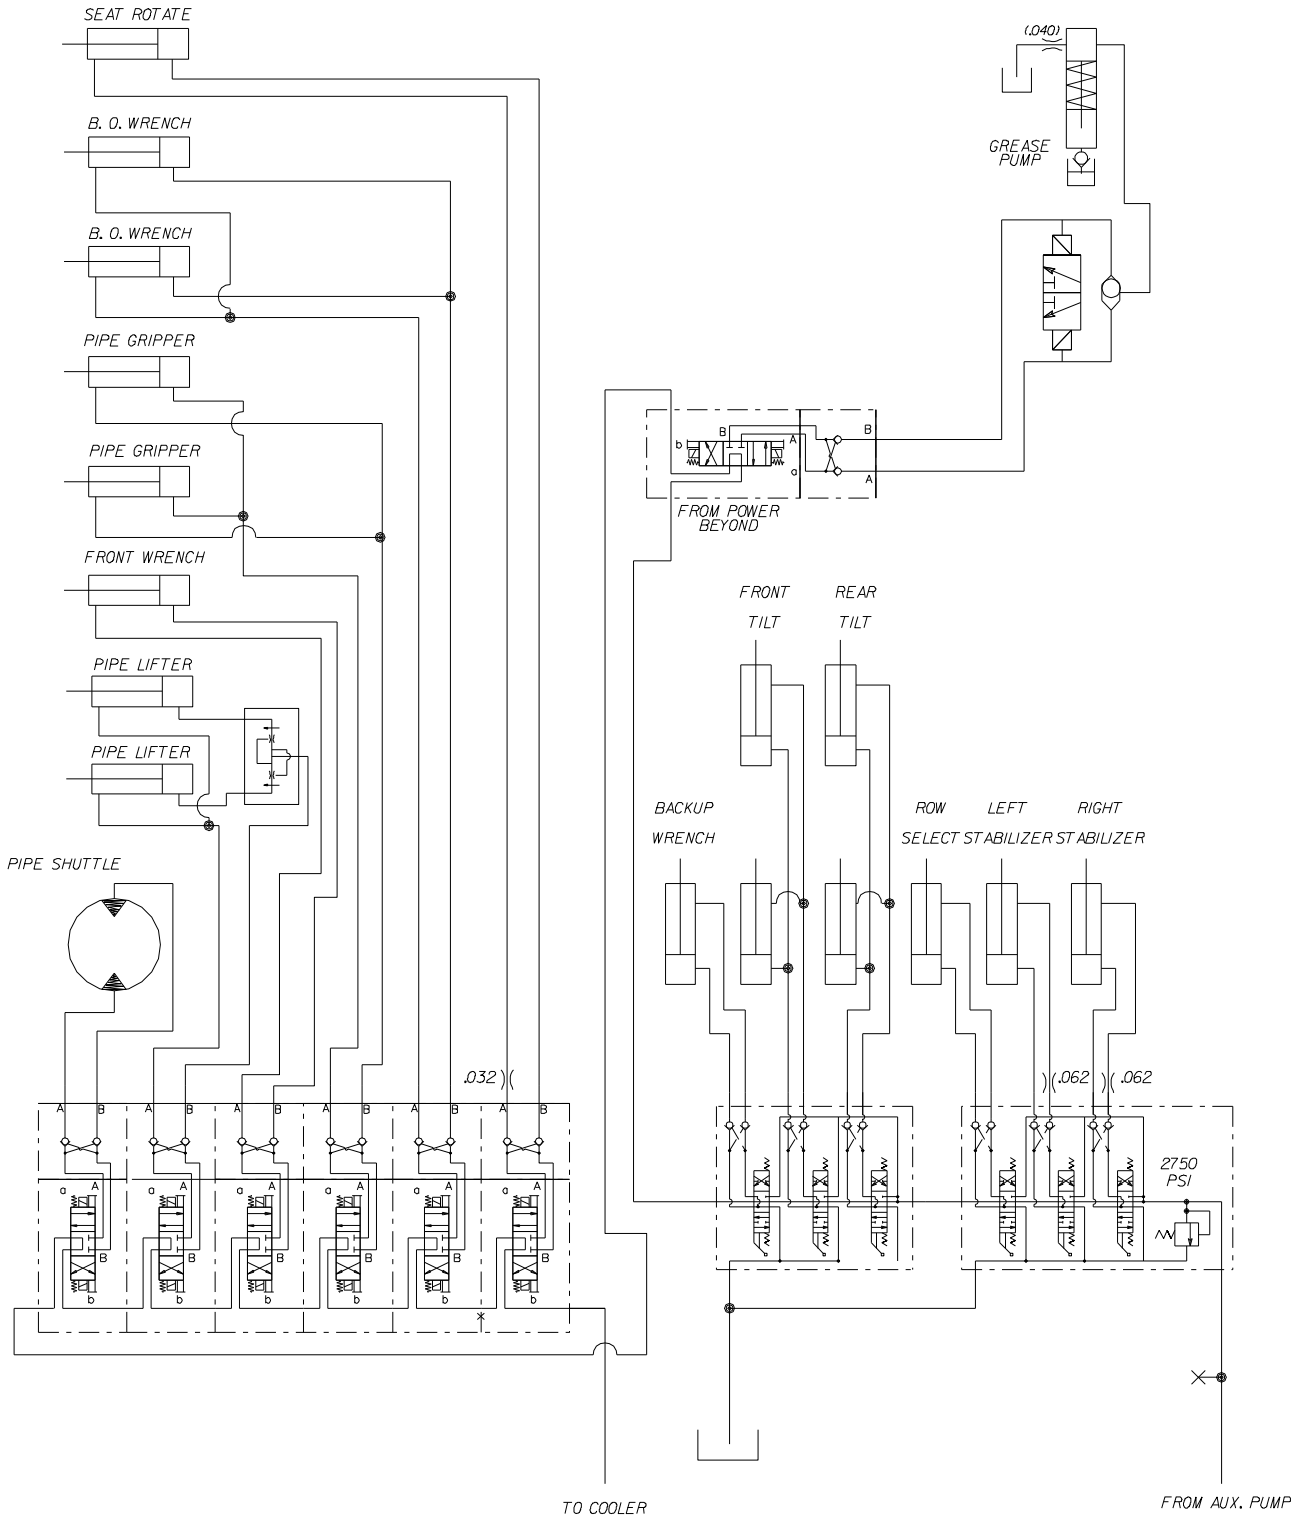 SEAT ROTATE
(.040)
B.O. WRENCH
GREASE
PUMP
B.O. WRENCH
PIPE GRIPPER
B
B
b
A
PIPE GRIPPER
a
A
FROM POWER
BEYOND
FRONT WRENCH
FRONT
TILT
REAR
TILT
PIPE LIFTER
PIPE LIFTER
BACKUP
WRENCH
ROW
SELECT
LEFT
STABILIZER
RIGHT
STABILIZER
PIPE SHUTTLE
.032
.062
.062
A B A B A B A B A B A B
2750
PSI
a A a A a A a A a A a A
B B B B B B
b b b b b b
TO COOLER
FROM AUX. PUMP